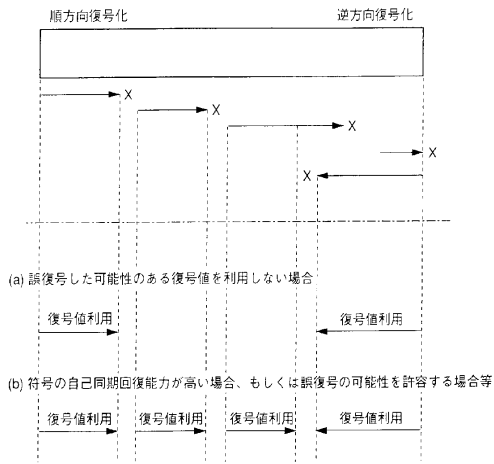 順方向復号化 逆方向復号化
X
X
X
X
X
(a) 誤復号した可能性のある復号値を利用しない場合
復号値利用 復号値利用
(b) 符号の自己同期回復能力が高い場合、もしくは誤復号の可能性を許容する場合等
復号値利用 復号値利用 復号値利用 復号値利用